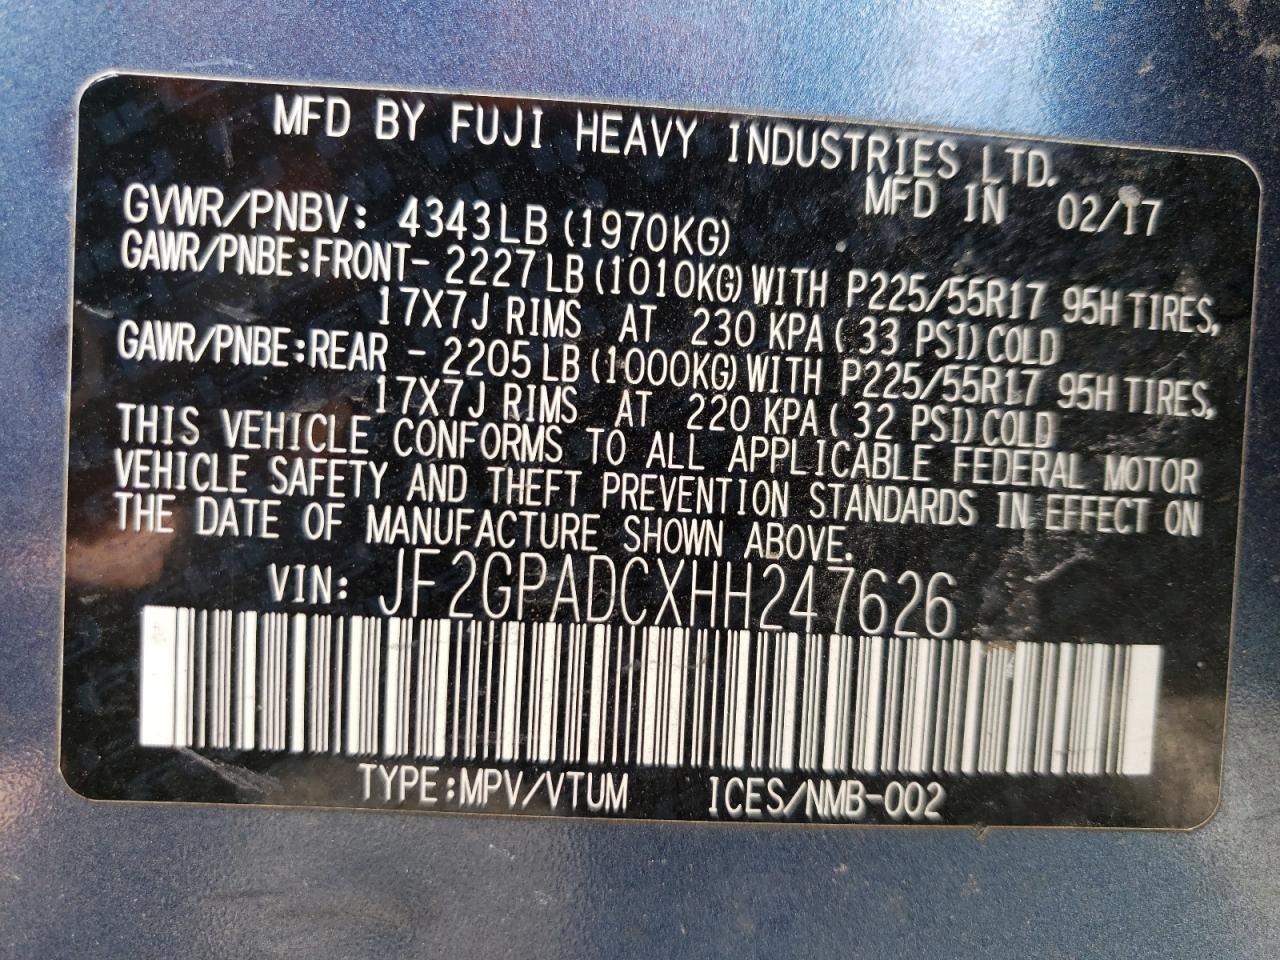 MFD BY FUJI HEAVY INDUSTRIES LTD.
MFD IN 02/17
GVWR/PNBV: 4343LB (1970KG)
GAWR/PNBE:FRONT- 2227LB (1010KG) WITH P225/55R17 95H TIRES,
17X7J RIMS AT 230 KPA ( 33 PSI) COLD
GAWR/PNBE:REAR - 2205LB (1000KG) WITH P225/55R17 95H TIRES,
17X7J RIMS AT 220 KPA ( 32 PSI) COLD
THIS VEHICLE CONFORMS TO ALL APPLICABLE FEDERAL MOTOR
VEHICLE SAFETY AND THEFT PREVENTION STANDARDS IN EFFECT ON
THE DATE OF MANUFACTURE SHOWN ABOVE.
VIN: JF2GPADCXHH247626
TYPE:MPV/VTUM ICES/NMB-002